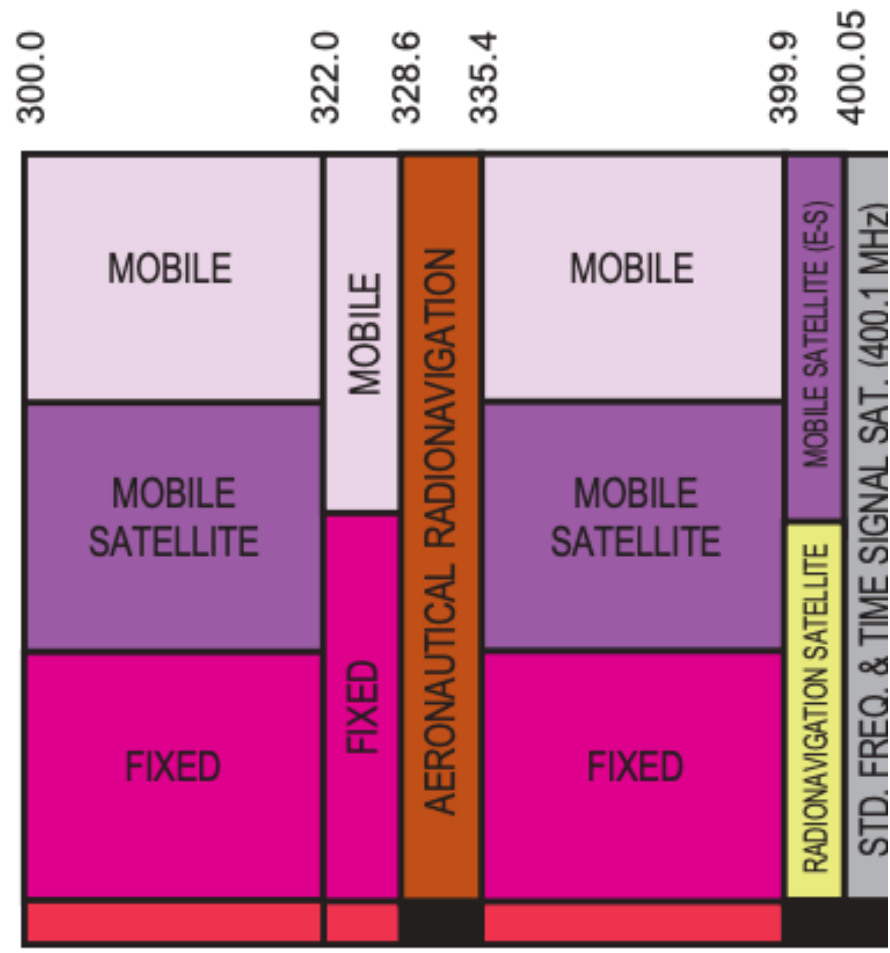 300.0
322.0
328.6
335.4
399.9
400.05
MOBILE
MOBILE
SATELLITE
FIXED
MOBILE
FIXED
AERONAUTICAL RADIONAVIGATION
MOBILE
MOBILE
SATELLITE
FIXED
MOBILE SATELLITE (E-S)
RADIONAVIGATION SATELLITE
STD. FREQ. & TIME SIGNAL SAT. (400.1 MHz)